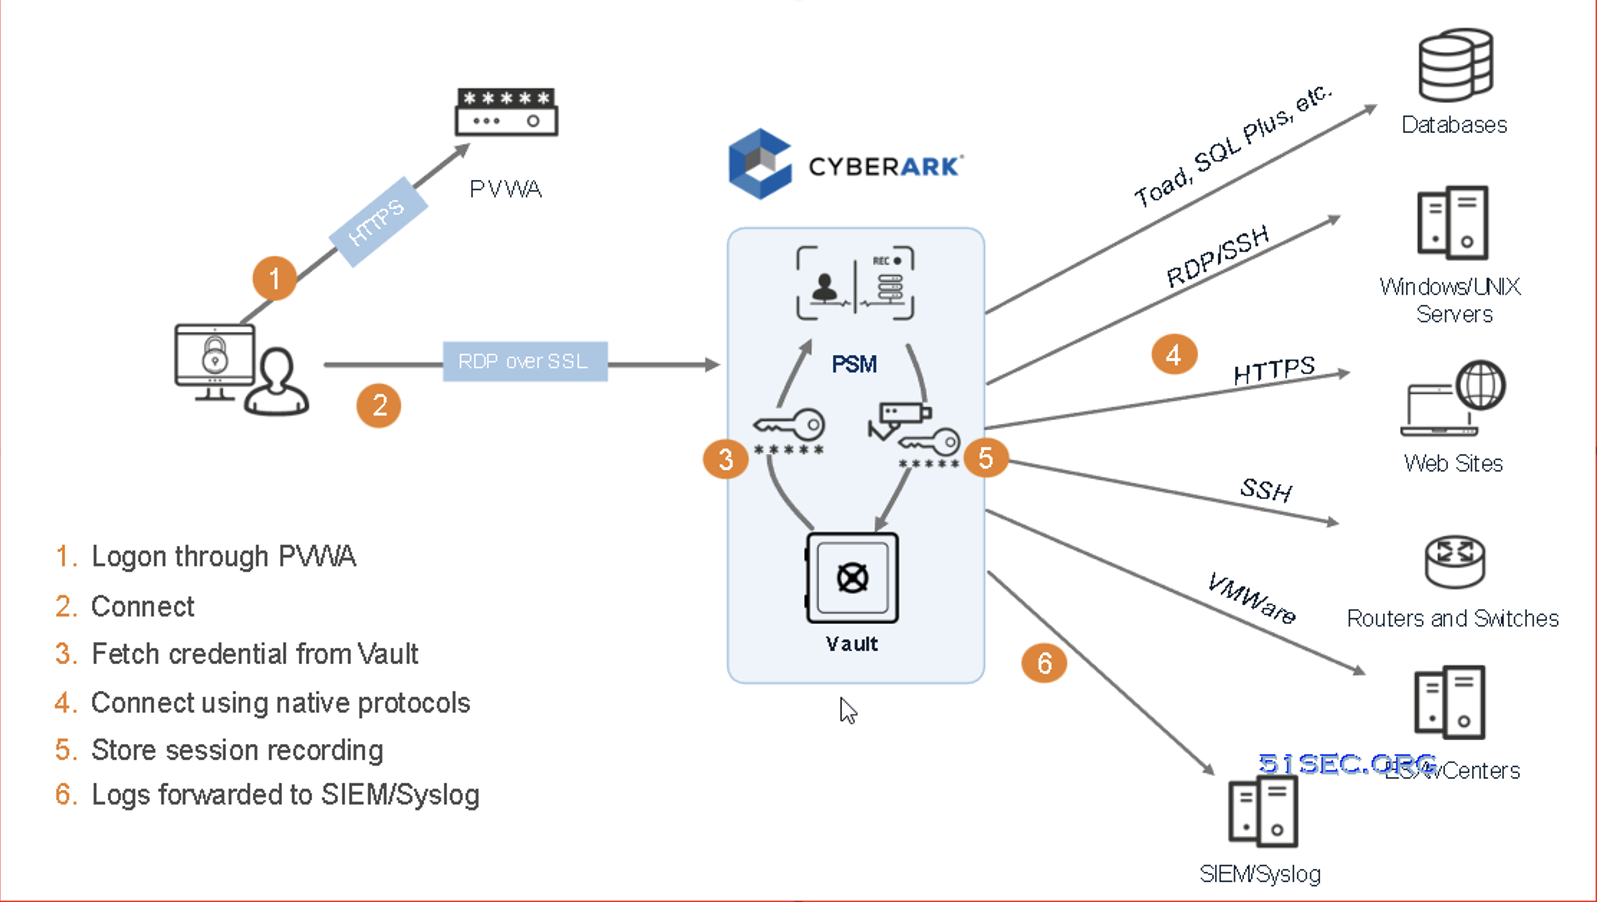 *****
PVWA
HTTPS
1
RDP over SSL
2
CYBERARK
REC
PSM
3
*****
*****
5
Vault
Toad, SQL Plus, etc.
Databases
RDP/SSH
Windows/UNIX
Servers
4
HTTPS
Web Sites
SSH
Routers and Switches
VMWare
51SEC.ORG
vCenters
6
SIEM/Syslog
1. Logon through PVWA
2. Connect
3. Fetch credential from Vault
4. Connect using native protocols
5. Store session recording
6. Logs forwarded to SIEM/Syslog